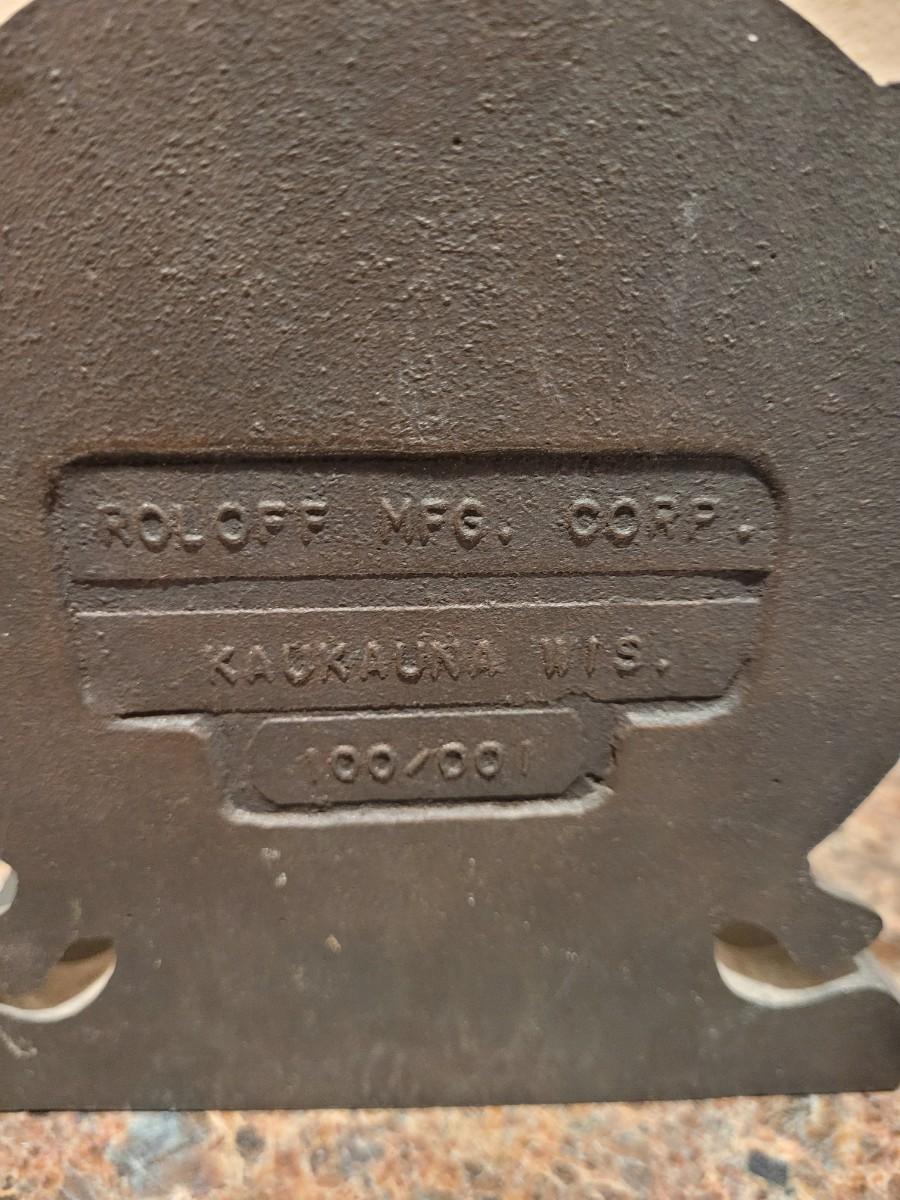 ROLOFF MFG. CORP.
KAUKAUNA WIS.
100/001